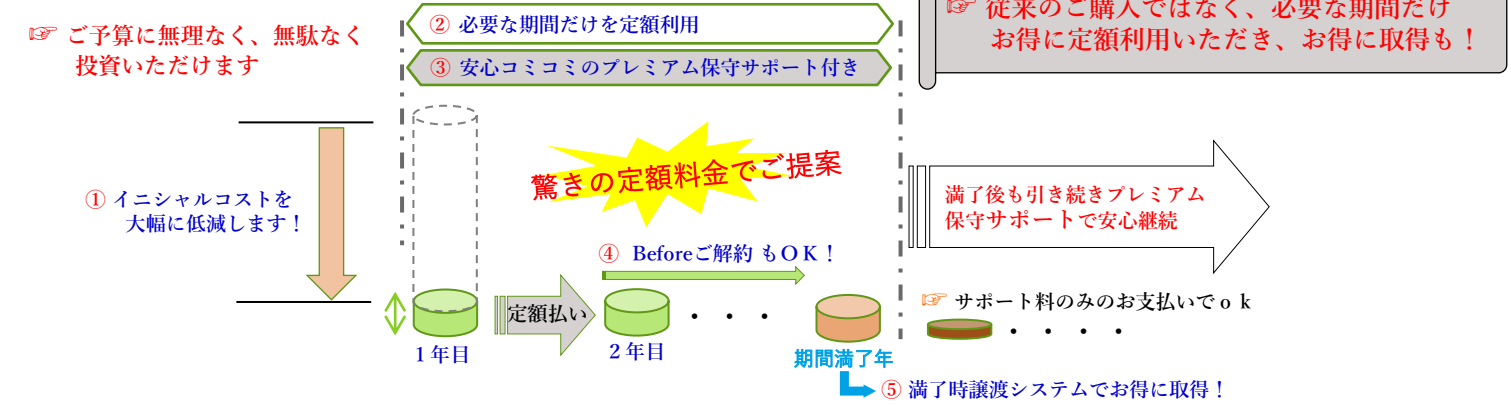 ☞ ご予算に無理なく、無駄なく
投資いただけます
② 必要な期間だけを定額利用
③ 安心コミコミのプレミアム保守サポート付き
☞ 従来のご購入ではなく、必要な期間だけ
お得に定額利用いただき、お得に取得も！
① イニシャルコストを
大幅に低減します！
驚きの定額料金でご提案
満了後も引き続きプレミアム
保守サポートで安心継続
④ Beforeご解約 もＯＫ！
定額払い
・・・
☞ サポート料のみのお支払いでｏｋ
・・・・
１年目
２年目
期間満了年
⑤ 満了時譲渡システムでお得に取得！